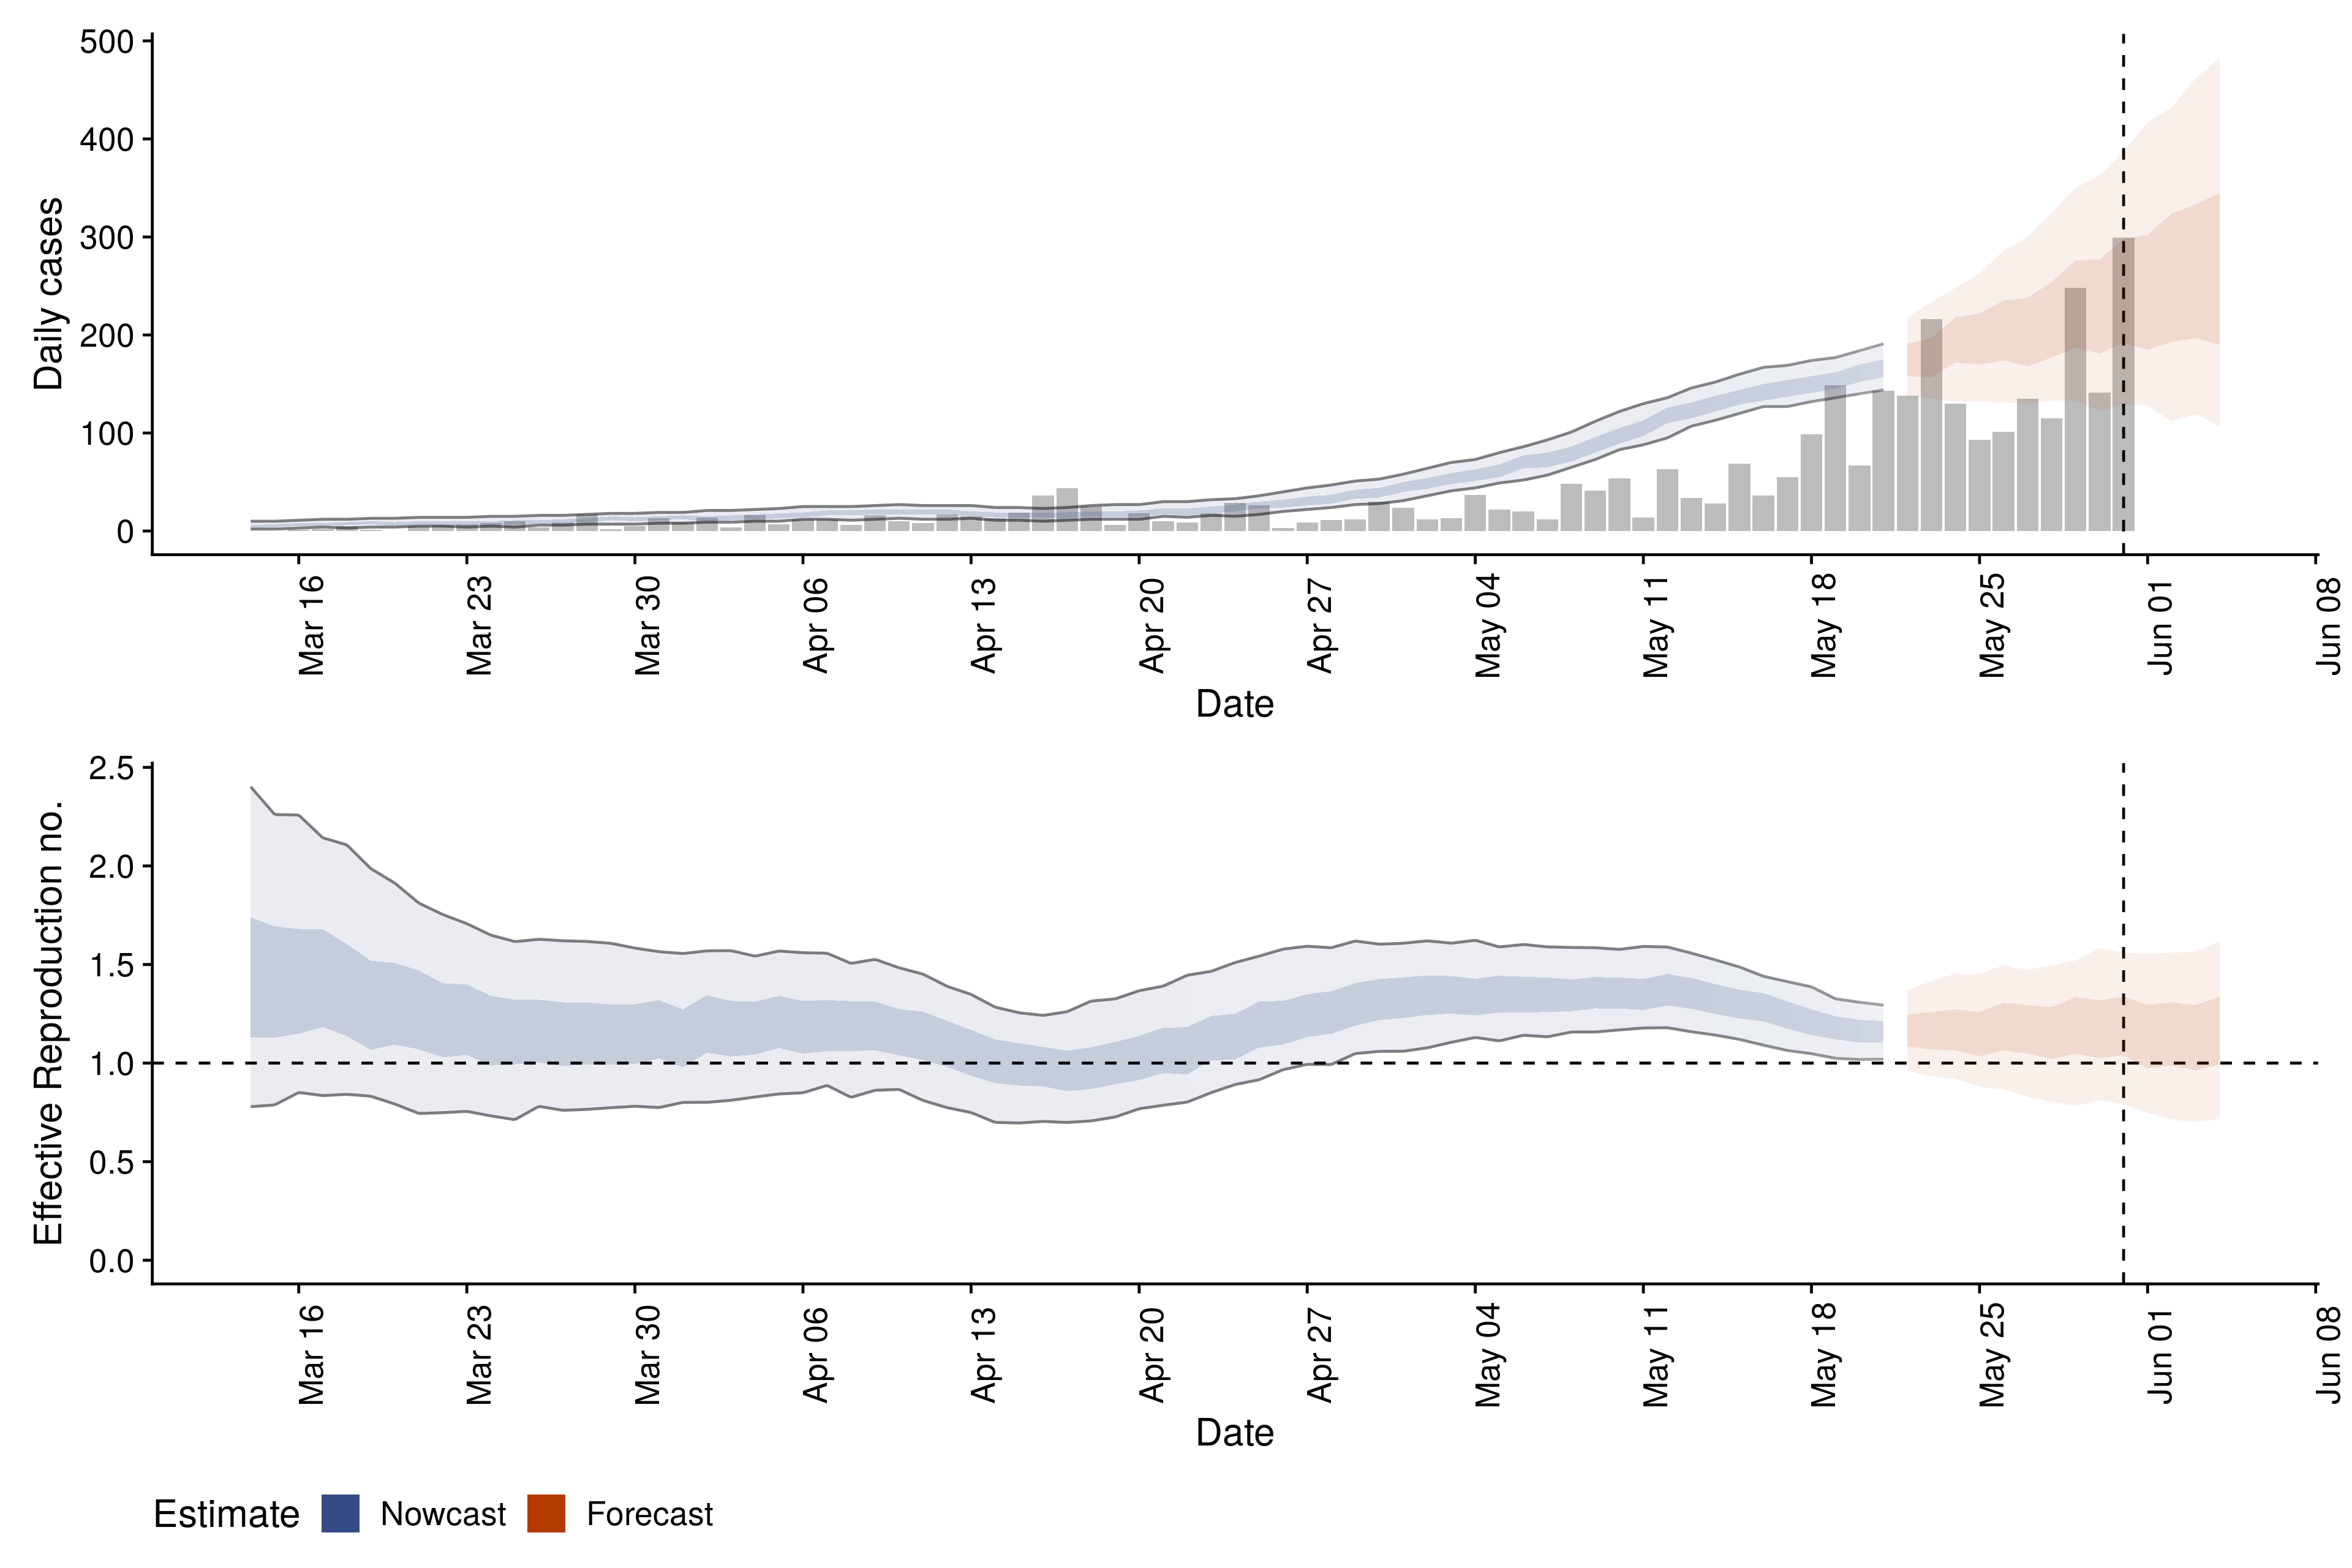 Daily cases
500
400
300
200
100
0
Mar 16
Mar 23
Mar 30
Apr 06
Apr 13
Apr 20
Apr 27
May 04
May 11
May 18
May 25
Jun 01
Jun 08
Date
Effective Reproduction no.
2.5
2.0
1.5
1.0
0.5
0.0
Mar 16
Mar 23
Mar 30
Apr 06
Apr 13
Apr 20
Apr 27
May 04
May 11
May 18
May 25
Jun 01
Jun 08
Date
Estimate Nowcast Forecast